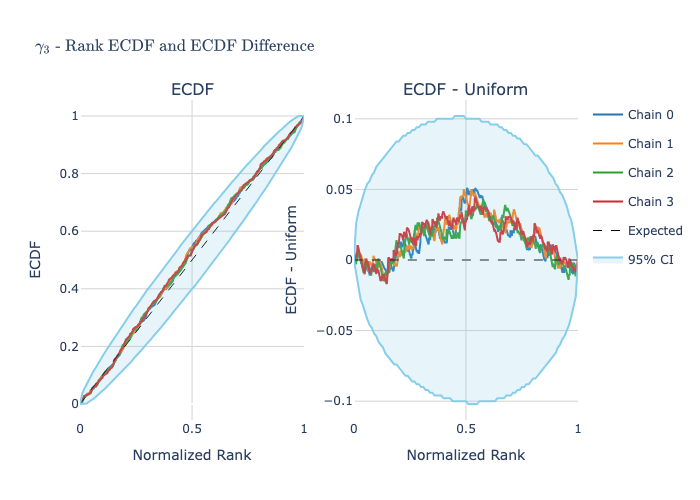 γ₃ - Rank ECDF and ECDF Difference
ECDF
ECDF - Uniform
1
0.8
0.6
0.4
0.2
0
ECDF
0
0.5
1
Normalized Rank
0.1
0.05
0
−0.05
−0.1
ECDF - Uniform
0
0.5
1
Normalized Rank
Chain 0
Chain 1
Chain 2
Chain 3
Expected
95% CI